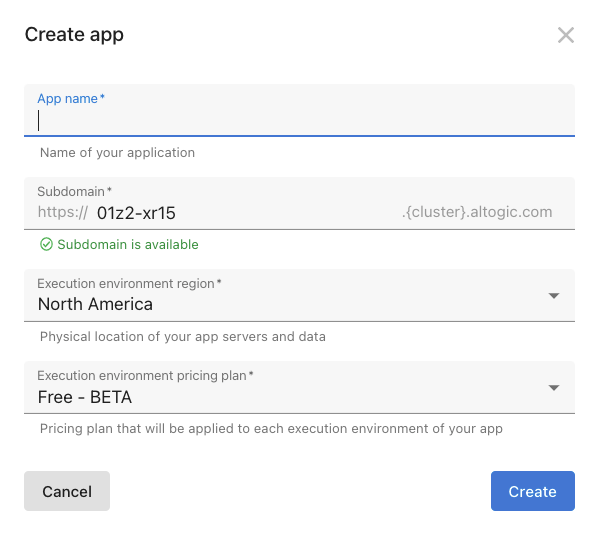 Create app
App name*
Name of your application
Subdomain*
https:// 01z2-xr15 .{cluster}.altogic.com
Subdomain is available
Execution environment region*
North America
Physical location of your app servers and data
Execution environment pricing plan*
Free - BETA
Pricing plan that will be applied to each execution environment of your app
Cancel Create